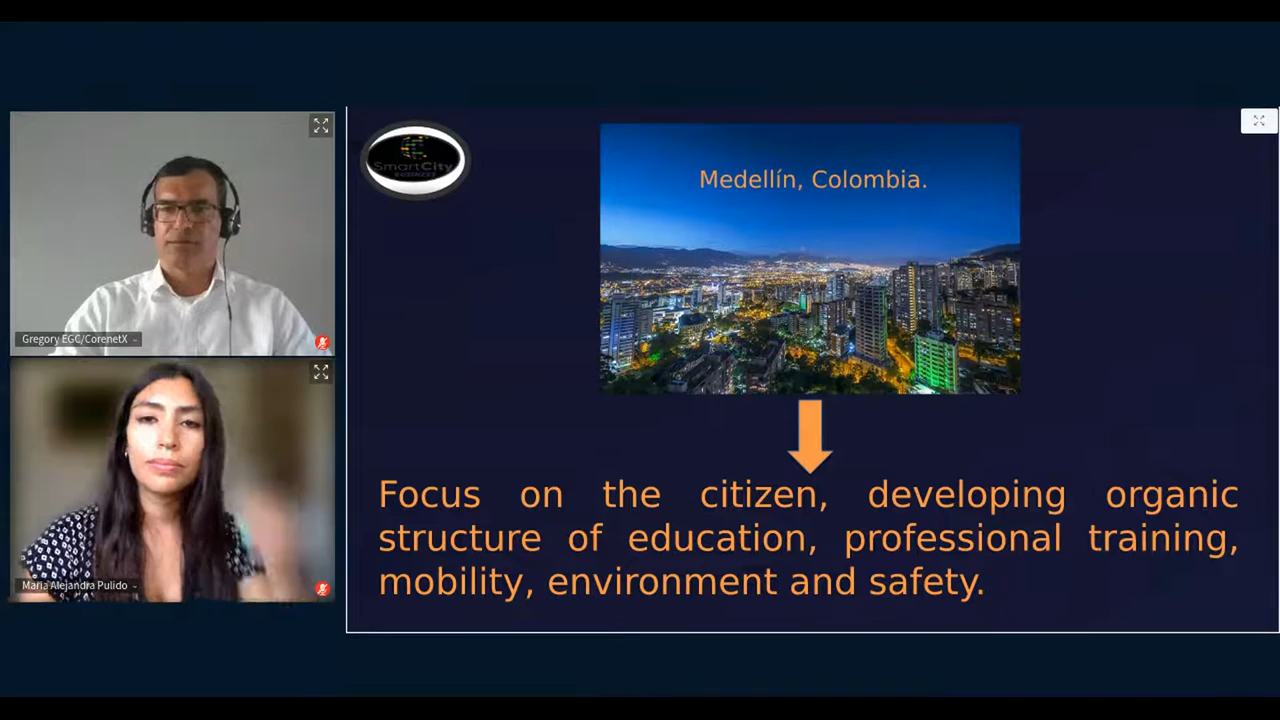 SmartCity
Medellín, Colombia.
Gregory EGC/CorenetX
Focus on the citizen, developing organic
structure of education, professional training,
mobility, environment and safety.
Maria Alejandra Pulido